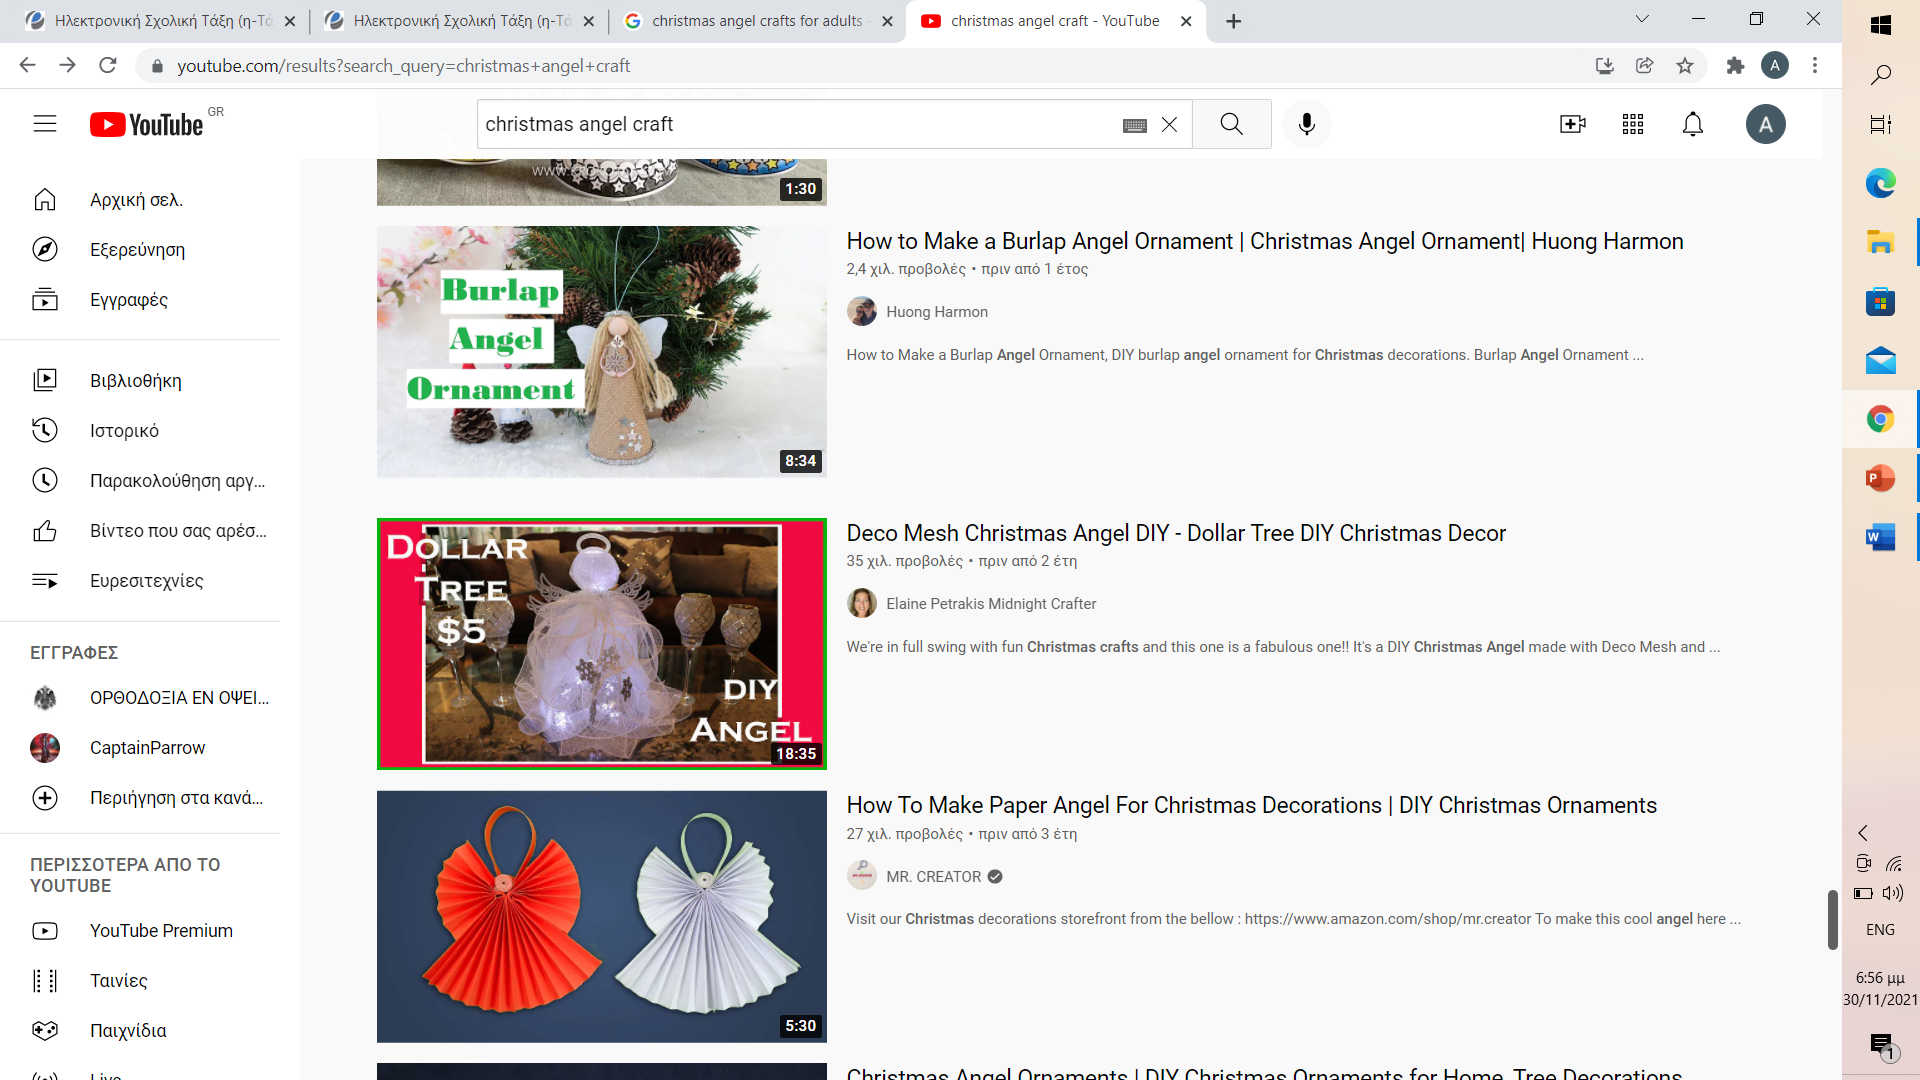 Ηλεκτρονική Σχολική Τάξη (η-Τά
Ηλεκτρονική Σχολική Τάξη (η-Τά
christmas angel crafts for adults -
christmas angel craft - YouTube
youtube.com/results?search_query=christmas+angel+craft
A
YouTube GR
christmas angel craft
A
Αρχική σελ.
Εξερεύνηση
Εγγραφές
Βιβλιοθήκη
Ιστορικό
Παρακολούθηση αργ...
Βίντεο που σας αρέσ...
Ευρεσιτεχνίες
ΕΓΓΡΑΦΕΣ
ΟΡΘΟΔΟΞΙΑ ΕΝ ΟΨΕΙ...
CaptainParrow
Περιήγηση στα κανά...
ΠΕΡΙΣΣΟΤΕΡΑ ΑΠΟ ΤΟ
YOUTUBE
YouTube Premium
Ταινίες
Παιχνίδια
Live
1:30
Burlap
Angel
Ornament
8:34
How to Make a Burlap Angel Ornament | Christmas Angel Ornament| Huong Harmon
2,4 χιλ. προβολές • πριν από 1 έτος
Huong Harmon
How to Make a Burlap Angel Ornament, DIY burlap angel ornament for Christmas decorations. Burlap Angel Ornament ...
DOLLAR
TREE
$5
DIY
ANGEL
18:35
Deco Mesh Christmas Angel DIY - Dollar Tree DIY Christmas Decor
35 χιλ. προβολές • πριν από 2 έτη
Elaine Petrakis Midnight Crafter
We're in full swing with fun Christmas crafts and this one is a fabulous one!! It's a DIY Christmas Angel made with Deco Mesh and ...
5:30
How To Make Paper Angel For Christmas Decorations | DIY Christmas Ornaments
27 χιλ. προβολές • πριν από 3 έτη
MR. CREATOR
Visit our Christmas decorations storefront from the bellow : https://www.amazon.com/shop/mr.creator To make this cool angel here ...
Christmas Angel Ornaments | DIY Christmas Ornaments for Home, Tree Decorations
P
W
ENG
6:56 μμ
30/11/2021
1